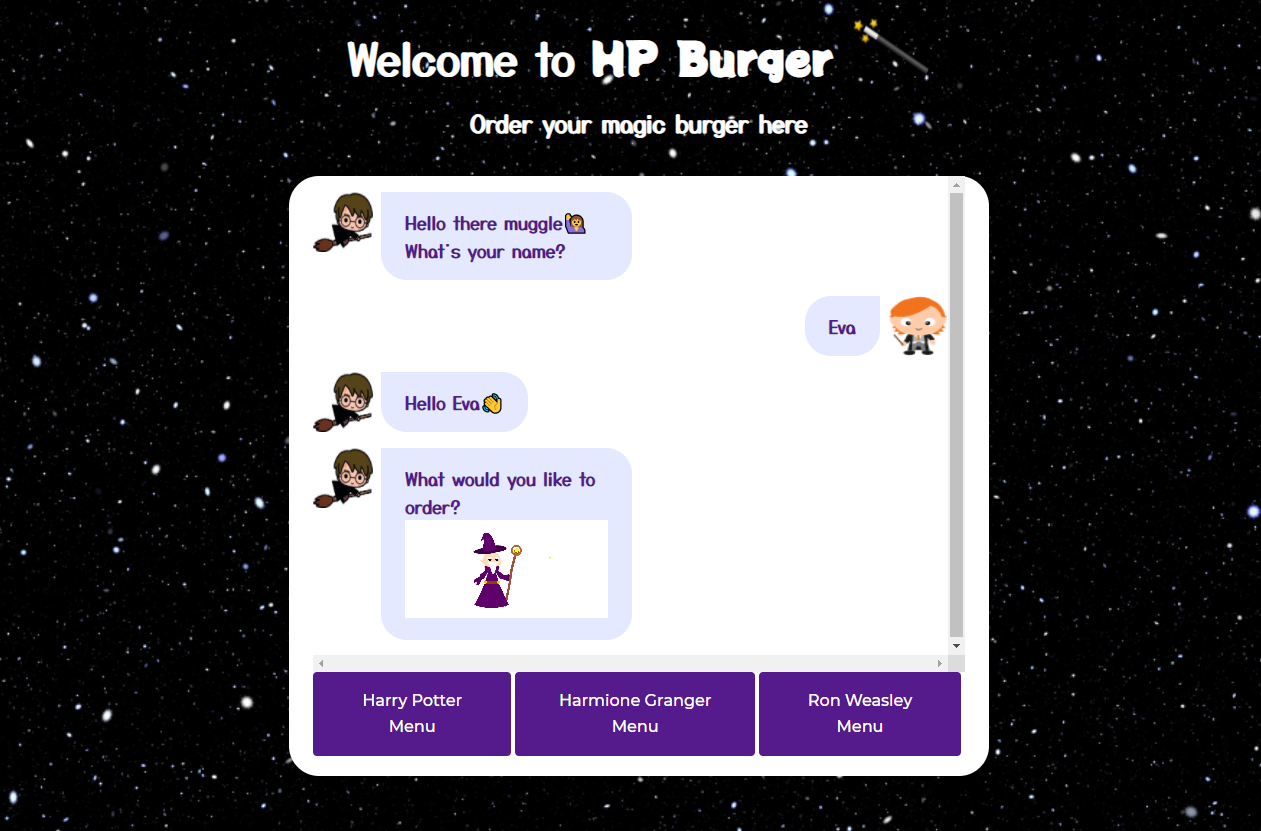 Welcome to HP Burger
Order your magic burger here
Hello there muggle🙋‍♀️
What's your name?
Eva
Hello Eva👋
What would you like to
order?
Harry Potter
Menu
Harmione Granger
Menu
Ron Weasley
Menu